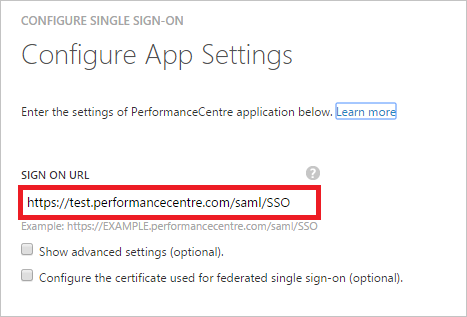 CONFIGURE SINGLE SIGN-ON
Configure App Settings
Enter the settings of PerformanceCentre application below. Learn more
SIGN ON URL
?
https://test.performancecentre.com/saml/SSO
Example: https://EXAMPLE.performancecentre.com/saml/SSO
Show advanced settings (optional).
Configure the certificate used for federated single sign-on (optional).